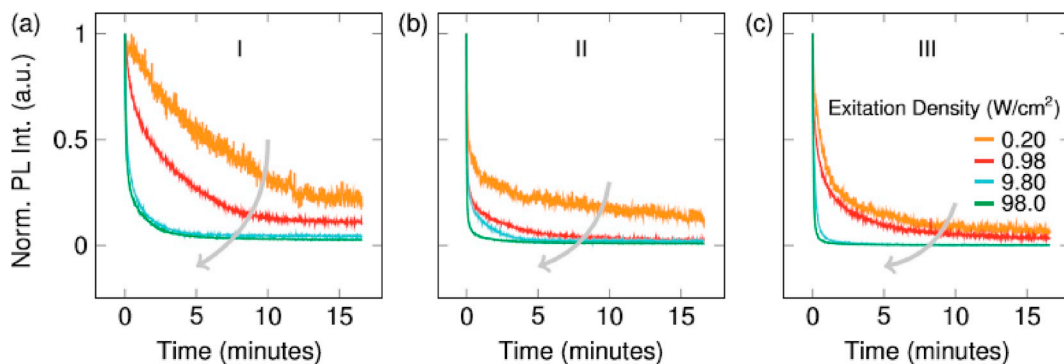 (a)
I
Norm. PL Int. (a.u.)
1
0.5
0
0 5 10 15
Time (minutes)
(b)
II
0 5 10 15
Time (minutes)
(c)
III
Exitation Density (W/cm²)
0.20
0.98
9.80
98.0
0 5 10 15
Time (minutes)